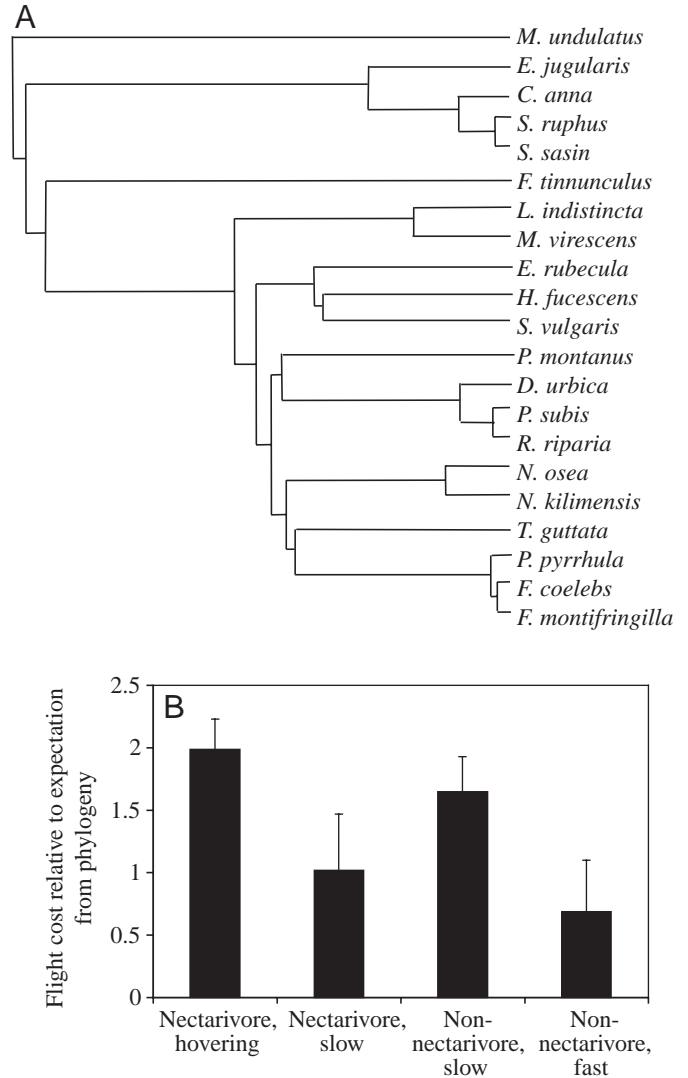 A
M. undulatus
E. jugularis
C. anna
S. ruphus
S. sasin
F. tinnunculus
L. indistincta
M. virescens
E. rubecula
H. fucescens
S. vulgaris
P. montanus
D. urbica
P. subis
R. riparia
N. osea
N. kilimensis
T. guttata
P. pyrrhula
F. coelebs
F. montifringilla
B
Flight cost relative to expectation
from phylogeny
2.5
2
1.5
1
0.5
0
Nectarivore,
hovering
Nectarivore,
slow
Non-
nectarivore,
slow
Non-
nectarivore,
fast